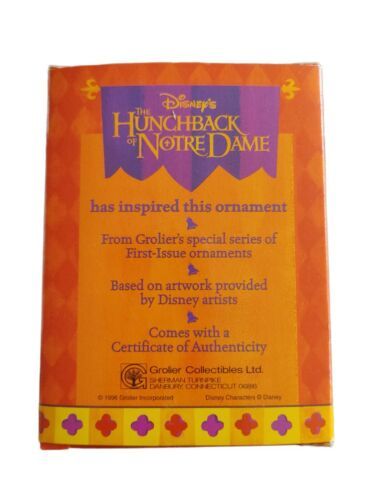 Disney's
THE
HUNCHBACK
OF NOTRE DAME
has inspired this ornament
From Grolier's special series of
First-Issue ornaments
Based on artwork provided
by Disney artists
Comes with a
Certificate of Authenticity
Grolier Collectibles Ltd.
SHERMAN TURNPIKE
DANBURY, CONNECTICUT 06816
© 1996 Grolier Incorporated Disney Characters © Disney